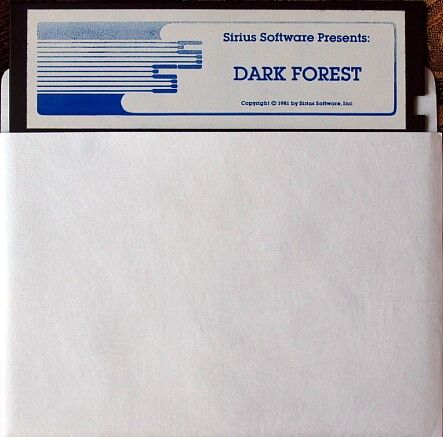 Sirius Software Presents:
DARK FOREST
Copyright © 1981 by Sirius Software, Inc.